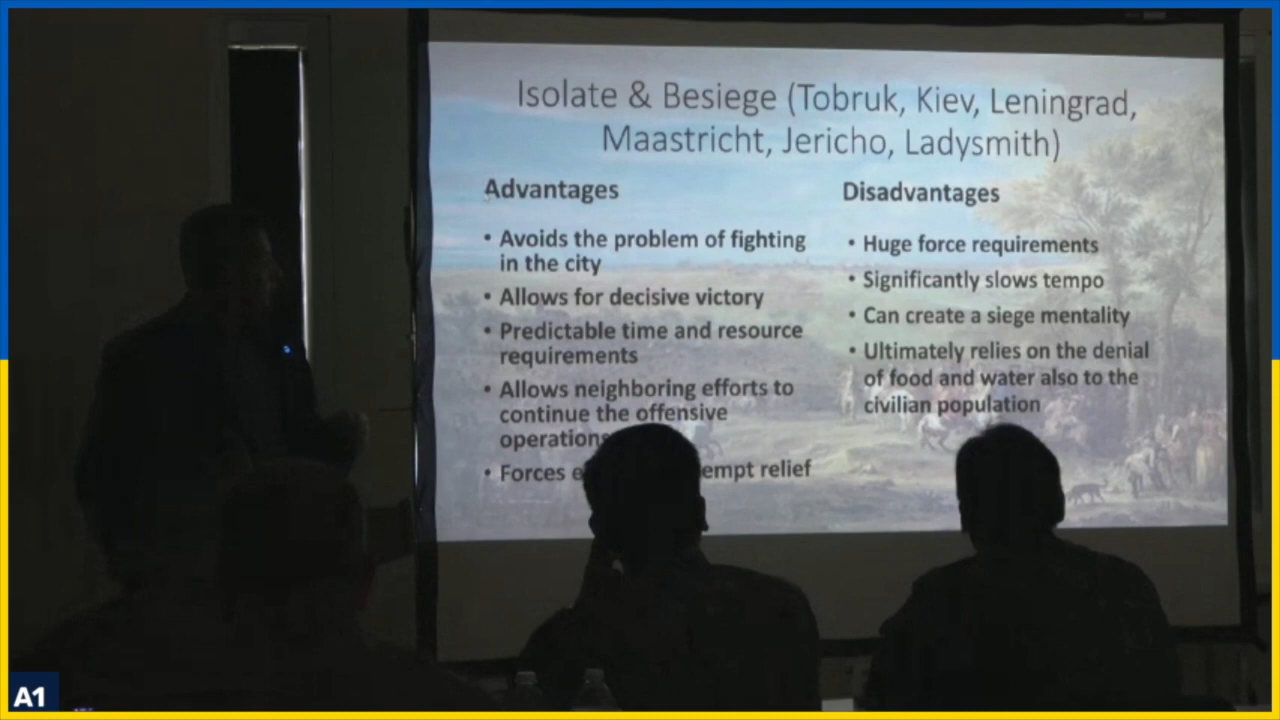 Isolate & Besiege (Tobruk, Kiev, Leningrad,
Maastricht, Jericho, Ladysmith)
Advantages
• Avoids the problem of fighting
in the city
• Allows for decisive victory
• Predictable time and resource
requirements
• Allows neighboring efforts to
continue the offensive
operations
• Forces
relief
Disadvantages
• Huge force requirements
• Significantly slows tempo
• Can create a siege mentality
• Ultimately relies on the denial
of food and water also to the
civilian population
A1